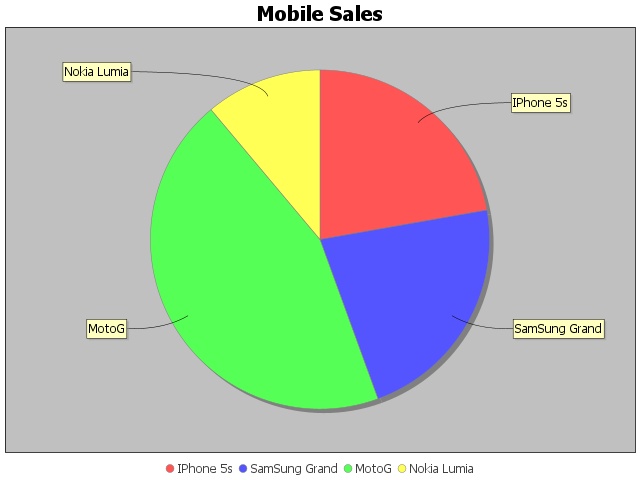 Mobile Sales
Nokia Lumia
IPhone 5s
MotoG
SamSung Grand
IPhone 5s SamSung Grand MotoG Nokia Lumia